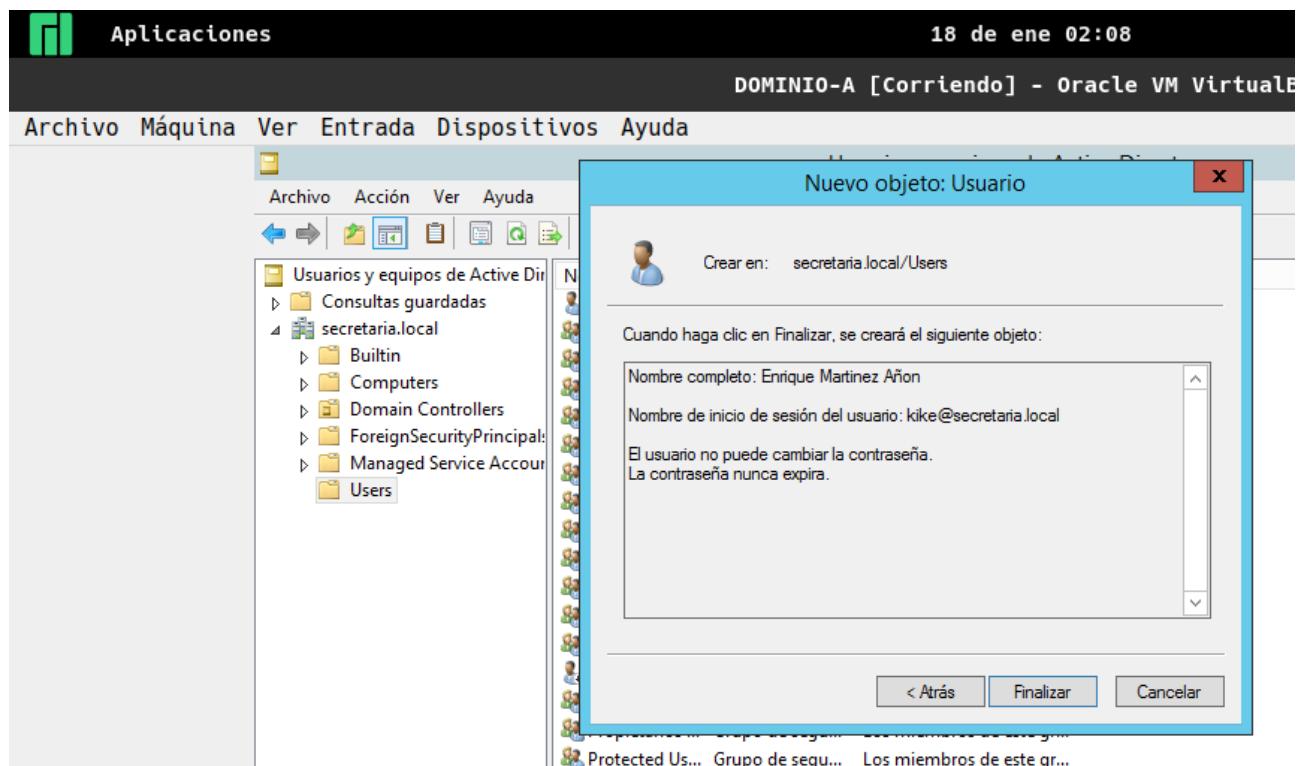 Aplicaciones 18 de ene 02:08
DOMINIO-A [Corriendo] - Oracle VM
Archivo Máquina Ver Entrada Dispositivos Ayuda
Nuevo objeto: Usuario
x
Archivo Acción Ver Ayuda
Usuarios y equipos de Active Dir
Consultas guardadas
secretaria.local
Builtin
Computers
Domain Controllers
ForeignSecurityPrincipals
Managed Service Accour
Users
N
Crear en: secretaria.local/Users
Cuando haga clic en Finalizar, se creará el siguiente objeto:
Nombre completo: Enrique Martinez Añon
Nombre de inicio de sesión del usuario: kike@secretaria.local
El usuario no puede cambiar la contraseña.
La contraseña nunca expira.
< Atrás Finalizar Cancelar
Protected Us... Grupo de segu... Los miembros de este gr...